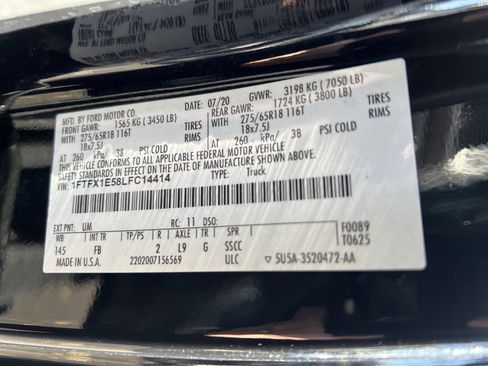 MFD. BY FORD MOTOR CO.
DATE: 07/20 GVWR: 3198 KG (7050 LB)
FRONT GAWR: 1565 KG (3450 LB) REAR GAWR: 1724 KG (3800 LB)
275/65R18 116T TIRES 275/65R18 116T TIRES
18x7.5J RIMS 18x7.5J RIMS
AT 260 kPa/ 38 PSI COLD AT 260 kPa/ 38 PSI COLD
THIS VEHICLE CONFORMS TO ALL APPLICABLE FEDERAL MOTOR VEHICLE
SAFETY STANDARDS IN EFFECT ON THE DATE OF MANUFACTURE SHOWN ABOVE.
1FTFX1E58LFC14414 TYPE: Truck
EXT PNT: UM RC: 11 DSO:
WB INT TR TP/PS R AXLE TR SPR F0089
145 FB 2 L9 G SSCC T0625
MADE IN U.S.A. 2202007156569 ULC 5U5A-3520472-AA